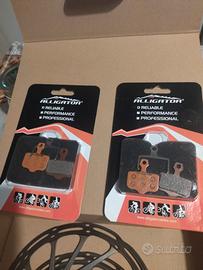 ALLIGATOR
RELIABLE
PERFORMANCE
PROFESSIONAL
ALLIGATOR
RELIABLE
PERFORMANCE
PROFESSIONAL
subito